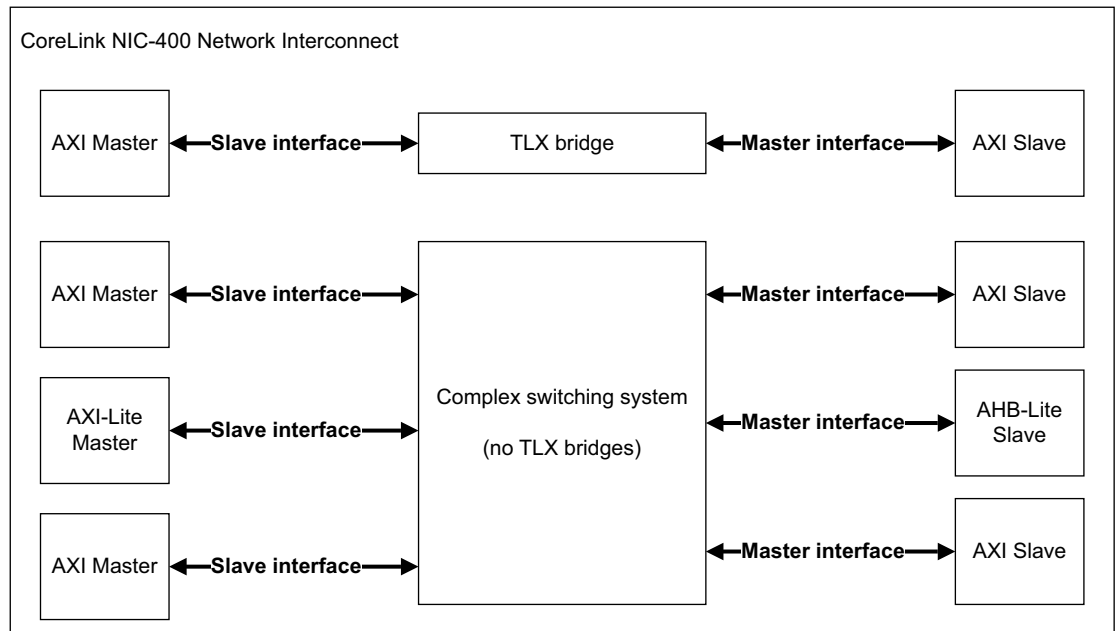 CoreLink NIC-400 Network Interconnect
AXI Master
Slave interface
TLX bridge
Master interface
AXI Slave
AXI Master
Slave interface
Master interface
AXI Slave
AXI-Lite
Master
Slave interface
Complex switching system
(no TLX bridges)
Master interface
AHB-Lite
Slave
AXI Master
Slave interface
Master interface
AXI Slave